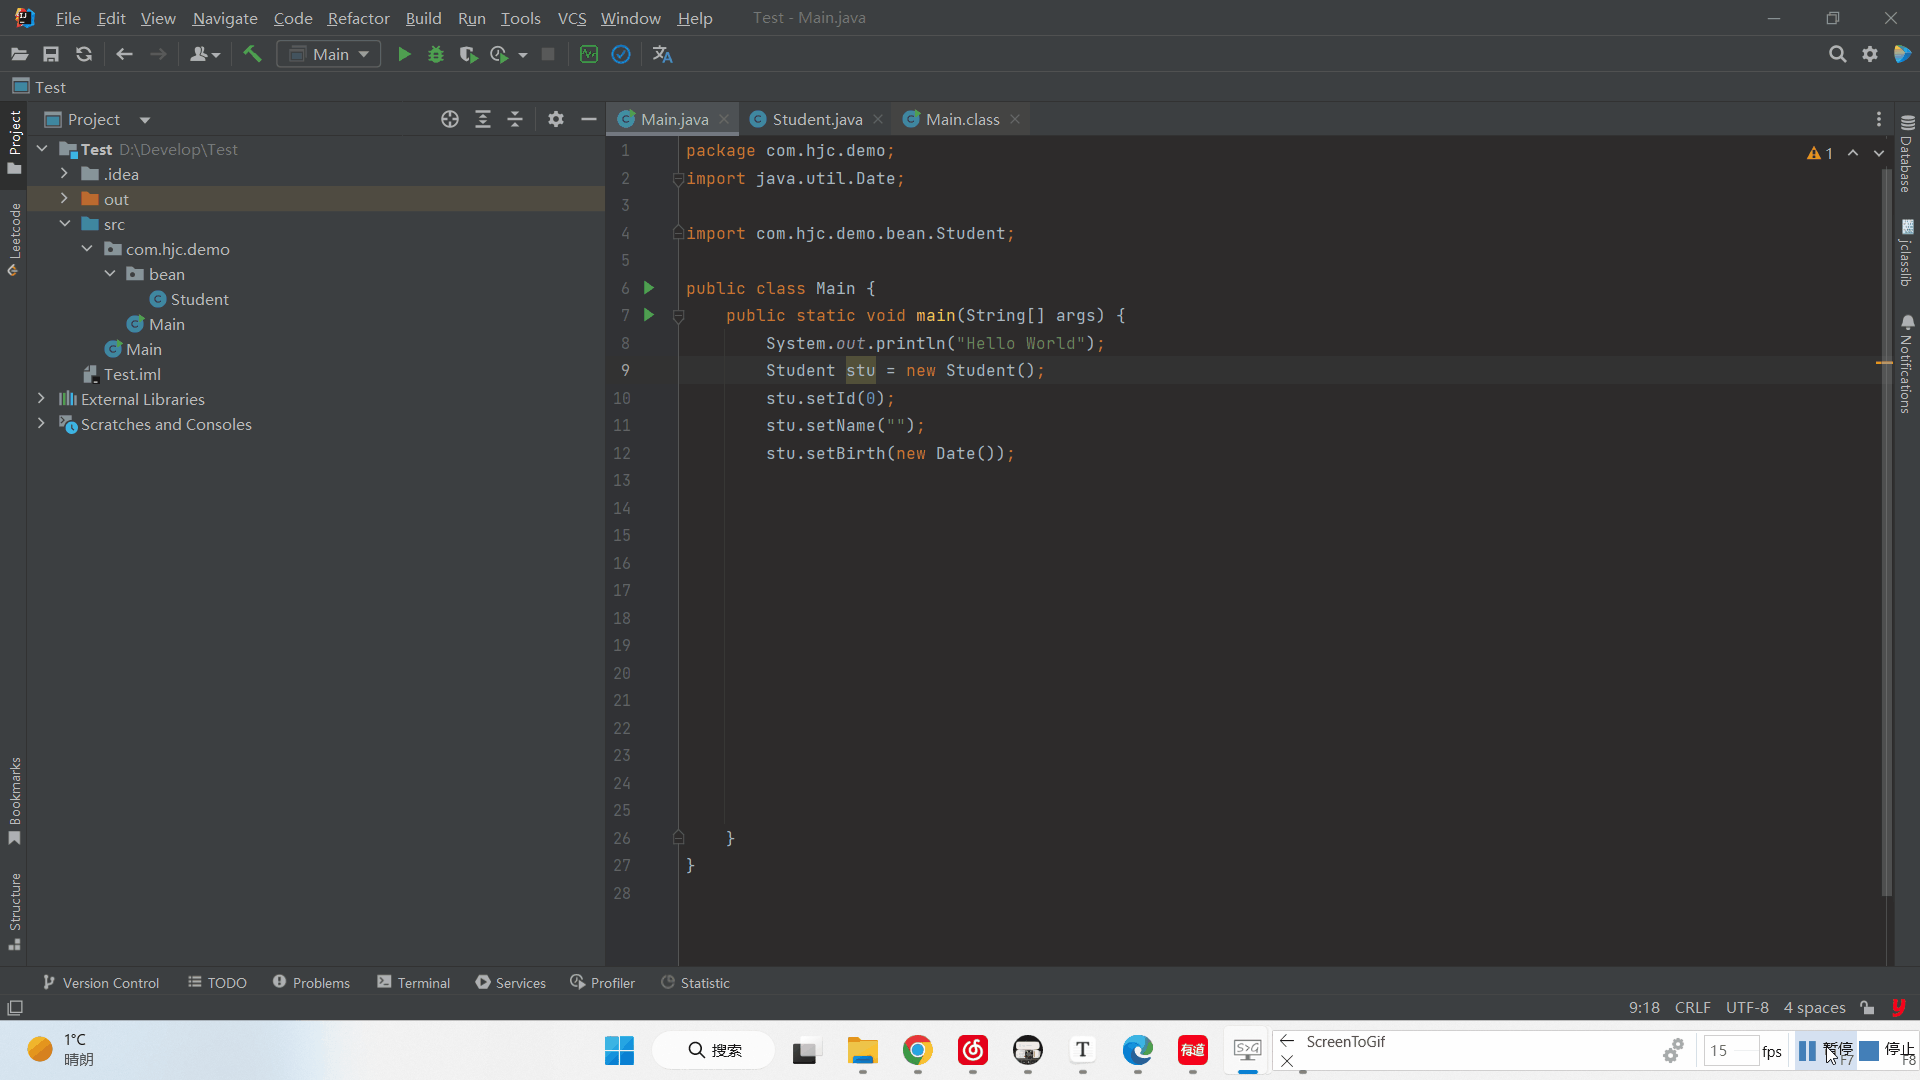 File Edit View Navigate Code Refactor Build Run Tools VCS Window Help Test - Main.java
Main
Test
Project
Main.java Student.java Main.class
Test D:\Develop\Test
.idea
out
src
com.hjc.demo
bean
Student
Main
Main
Test.iml
External Libraries
Scratches and Consoles
Project
Leetcode
Bookmarks
Structure
1 package com.hjc.demo;
2 import java.util.Date;
3
4 import com.hjc.demo.bean.Student;
5
6 public class Main {
7 public static void main(String[] args) {
8 System.out.println("Hello World");
9 Student stu = new Student();
10 stu.setId(0);
11 stu.setName("");
12 stu.setBirth(new Date());
13
14
15
16
17
18
19
20
21
22
23
24
25
26 }
27 }
28
1
Database
jclasslib
Notifications
Version Control TODO Problems Terminal Services Profiler Statistic
9:18 CRLF UTF-8 4 spaces
1°C
晴朗
搜索
T
有道
S>G
ScreenToGif
15 fps
暂停 F7
停止 F8